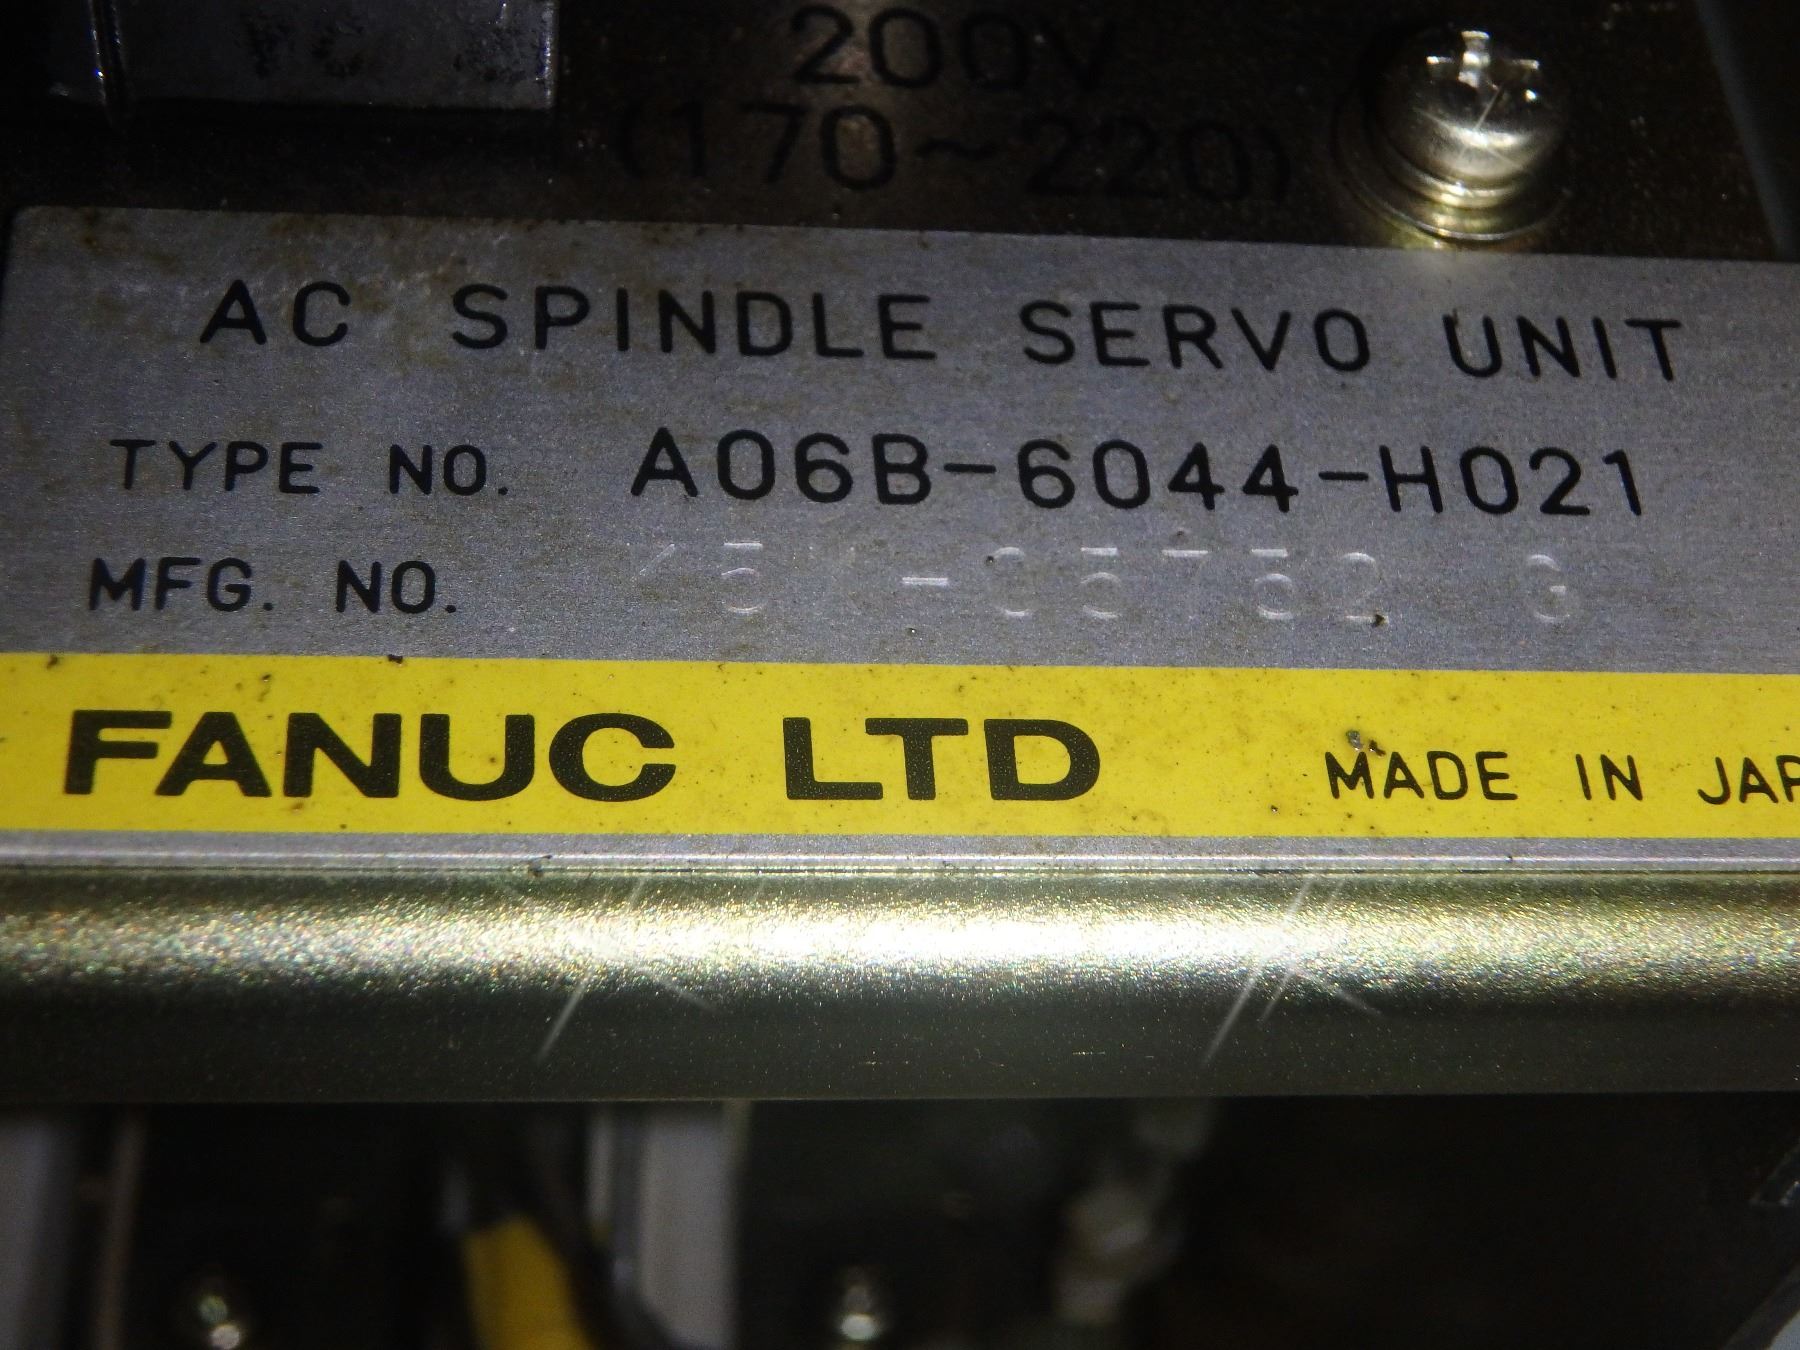 200V
(170~220)
AC SPINDLE SERVO UNIT
TYPE NO. A06B-6044-H021
MFG. NO.
FANUC LTD MADE IN JAP